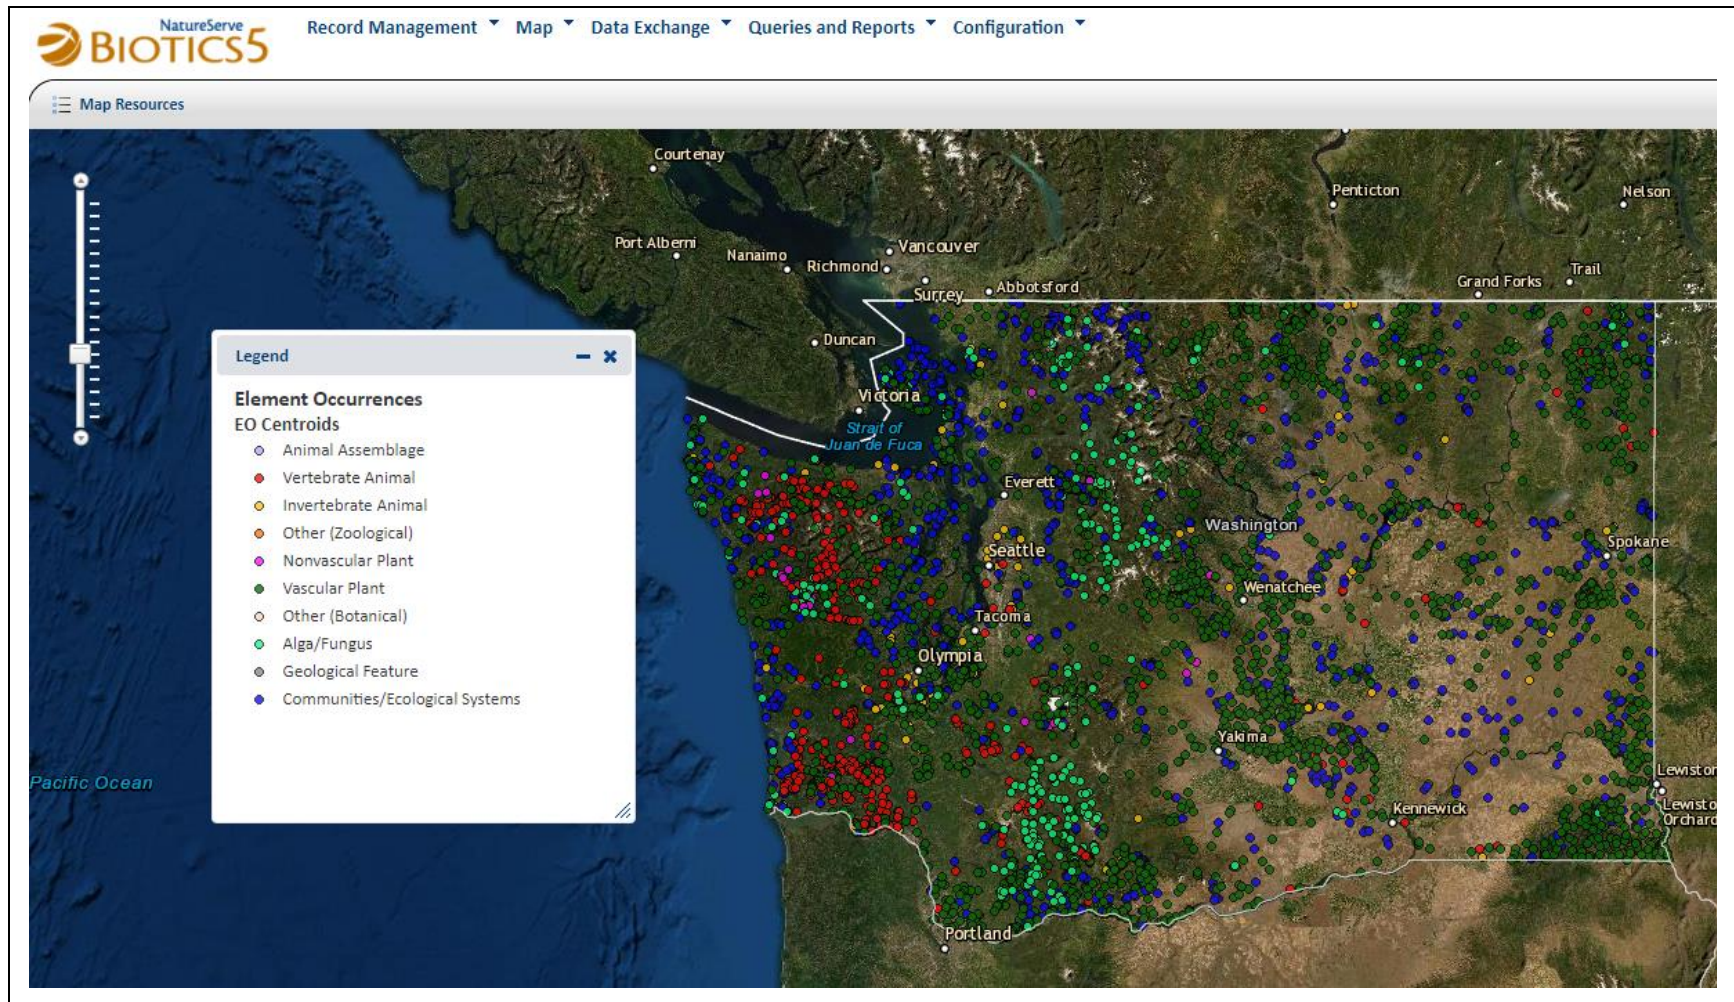 NatureServe
BIOTICS5
Record Management Map Data Exchange Queries and Reports Configuration
Map Resources
Courtenay
Penticton
Nelson
Port Alberni
Nanaimo
Vancouver
Richmond
Surrey
Abbotsford
Grand Forks
Trail
Duncan
Victoria
Strait of
Juan de Fuca
Legend
Element Occurrences
EO Centroids
Animal Assemblage
Vertebrate Animal
Invertebrate Animal
Other (Zoological)
Nonvascular Plant
Vascular Plant
Other (Botanical)
Alga/Fungus
Geological Feature
Communities/Ecological Systems
Everett
Washington
Seattle
Spokane
Wenatchee
Tacoma
Olympia
Yakima
Pacific Ocean
Lewiston
Kennewick
Lewisto
Orchard
Portland